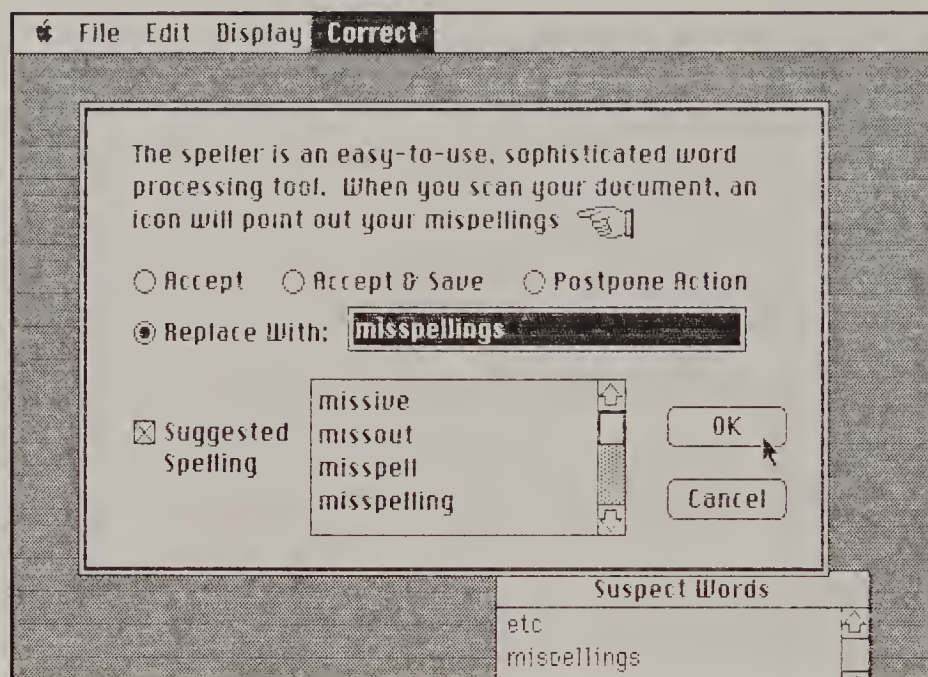 File Edit Display Correct
The speller is an easy-to-use, sophisticated word
processing tool. When you scan your document, an
icon will point out your mispellings
Accept Accept & Save Postpone Action
Replace With: misspellings
Suggested
Spelling
missive
missout
misspell
misspelling
OK
Cancel
Suspect Words
etc
mispellings